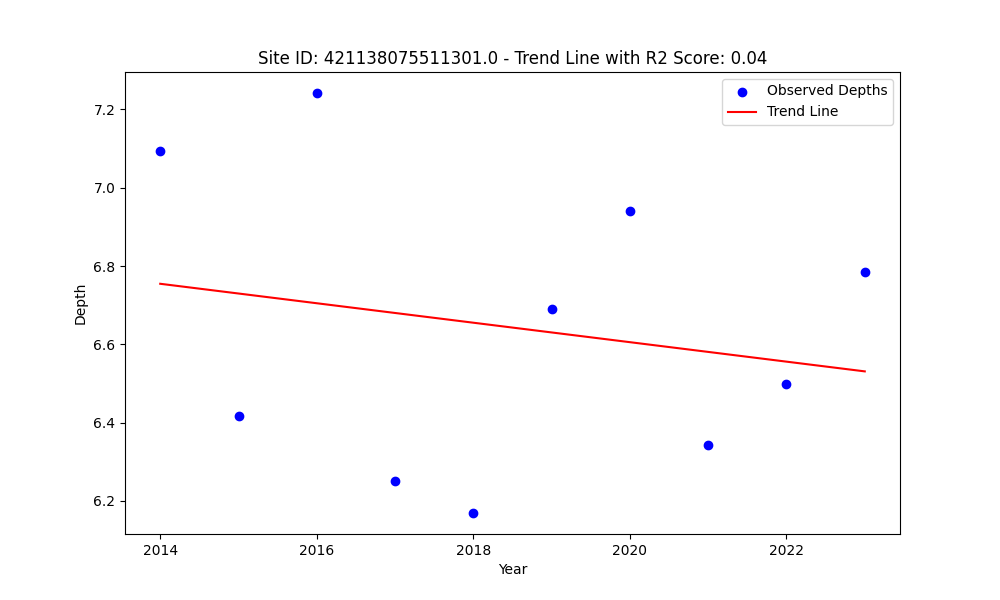 Site ID: 421138075511301.0 - Trend Line with R2 Score: 0.04
Observed Depths
Trend Line
7.2
7.0
6.8
6.6
6.4
6.2
Depth
2014
2016
2018
2020
2022
Year